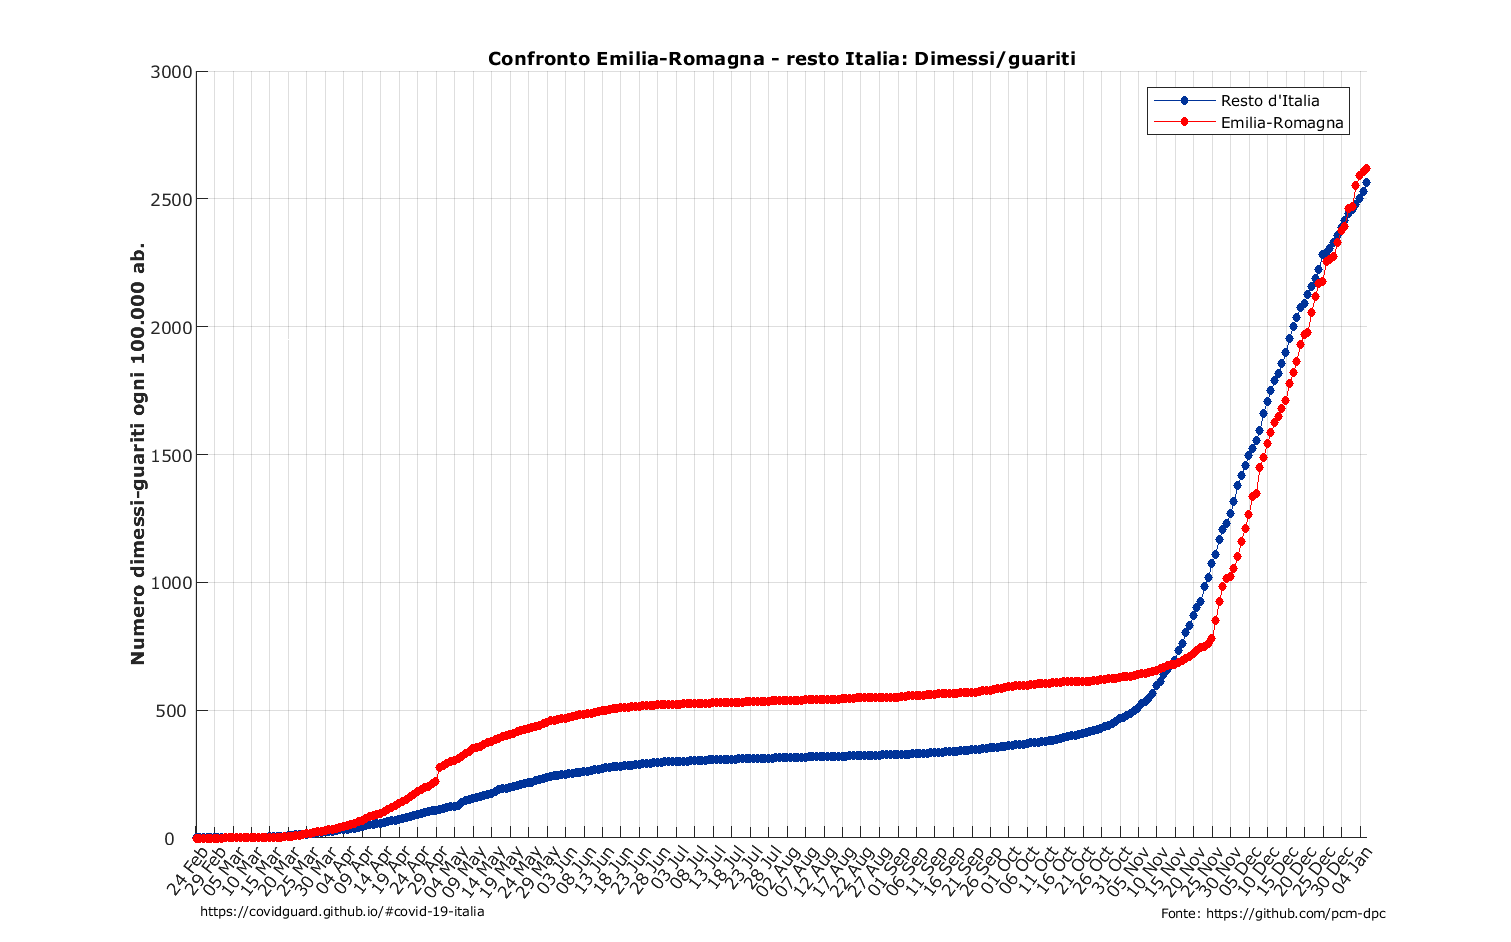 Confronto Emilia-Romagna - resto Italia: Dimessi/guariti
Resto d'Italia
Emilia-Romagna
Numero dimessi-guariti ogni 100.000 ab.
3000
2500
2000
1500
1000
500
0
24 Feb
29 Feb
05 Mar
10 Mar
15 Mar
20 Mar
25 Mar
30 Mar
04 Apr
09 Apr
14 Apr
19 Apr
24 Apr
29 Apr
04 May
09 May
14 May
19 May
24 May
29 May
03 Jun
08 Jun
13 Jun
18 Jun
23 Jun
28 Jun
03 Jul
08 Jul
13 Jul
18 Jul
23 Jul
28 Jul
02 Aug
07 Aug
12 Aug
17 Aug
22 Aug
27 Aug
01 Sep
06 Sep
11 Sep
16 Sep
21 Sep
26 Sep
01 Oct
06 Oct
11 Oct
16 Oct
21 Oct
26 Oct
31 Oct
05 Nov
10 Nov
15 Nov
20 Nov
25 Nov
30 Nov
05 Dec
10 Dec
15 Dec
20 Dec
25 Dec
30 Dec
04 Jan
https://covidguard.github.io/#covid-19-italia
Fonte: https://github.com/pcm-dpc